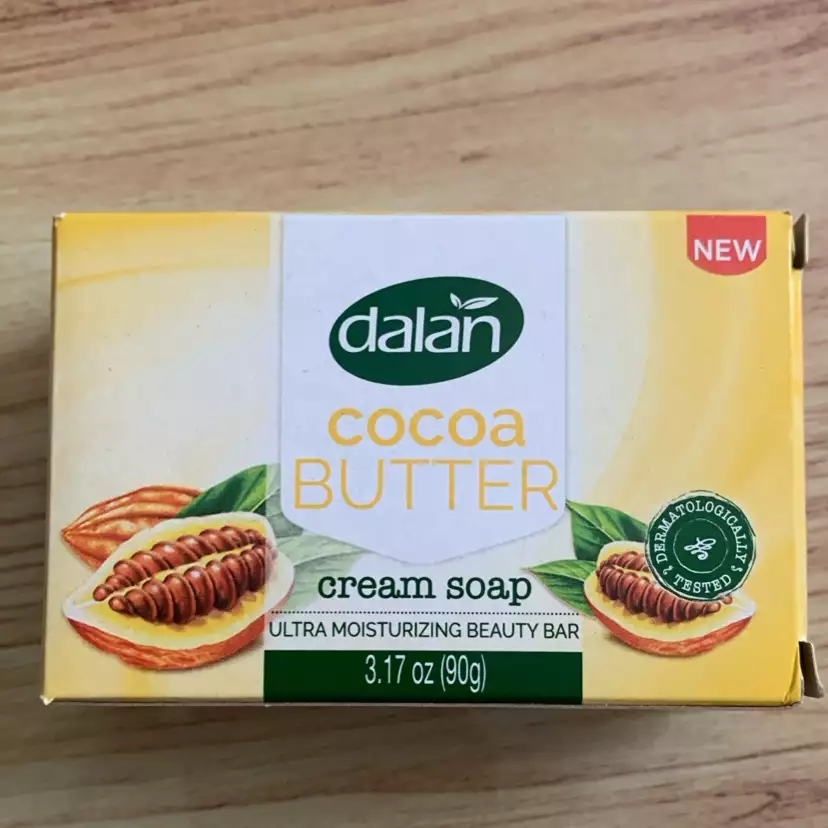 NEW
dalan
cocoa
BUTTER
DERMATOLOGICALLY
TESTED
cream soap
ULTRA MOISTURIZING BEAUTY BAR
3.17 oz (90g)